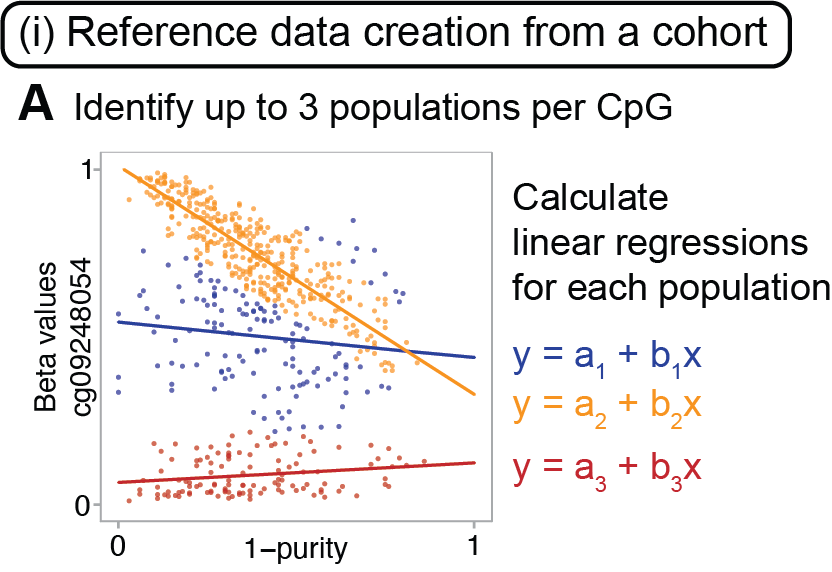 (i) Reference data creation from a cohort
A Identify up to 3 populations per CpG
1
0
Beta values
cg09248054
0
1−purity
1
Calculate
linear regressions
for each population
y = a₁ + b₁x
y = a₂ + b₂x
y = a₃ + b₃x